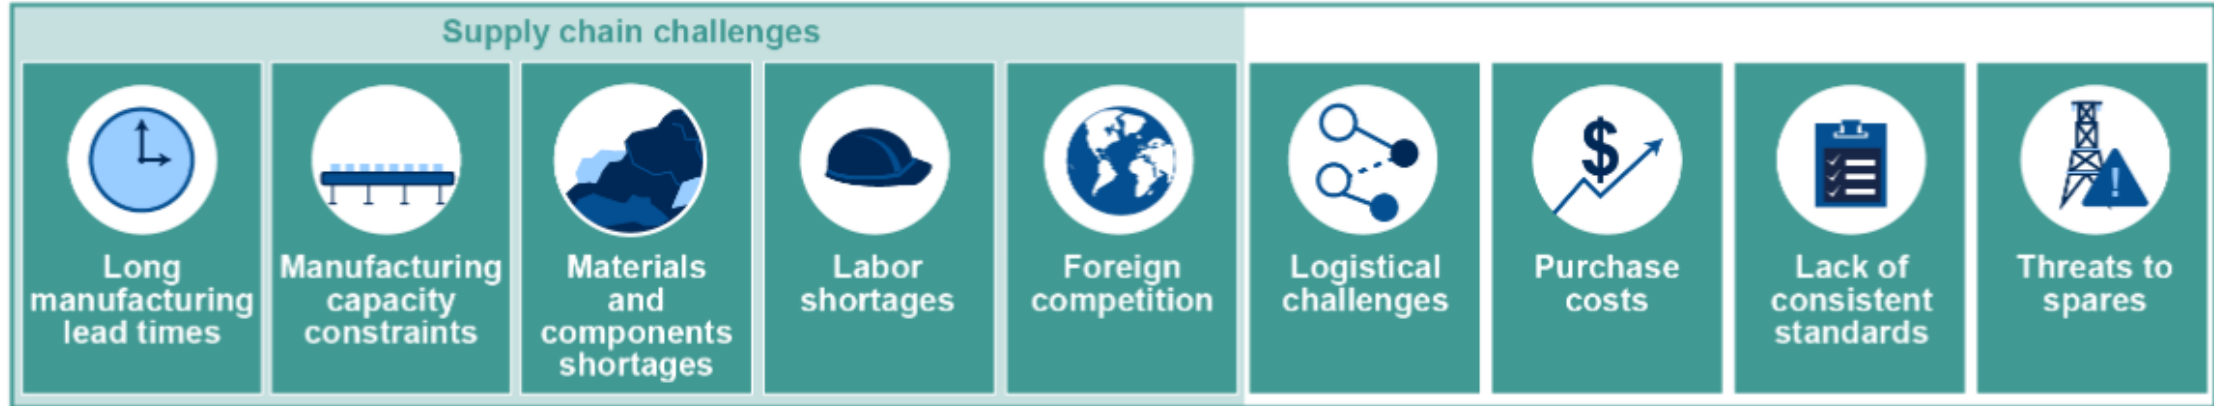 Supply chain challenges
Long
manufacturing
lead times
Manufacturing
capacity
constraints
Materials
and
components
shortages
Labor
shortages
Foreign
competition
Logistical
challenges
$
Purchase
costs
Lack of
consistent
standards
!
Threats to
spares